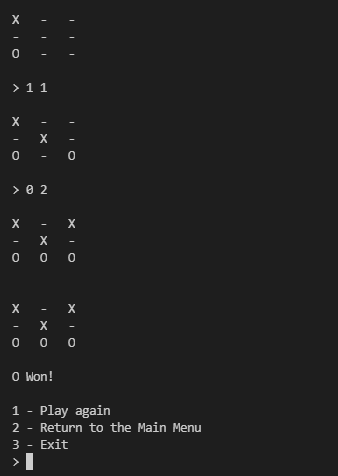 X - -
- - -
O - -
> 1 1
X - -
- X -
O - O
> 0 2
X - X
- X -
O O O
X - X
- X -
O O O
O Won!
1 - Play again
2 - Return to the Main Menu
3 - Exit
>